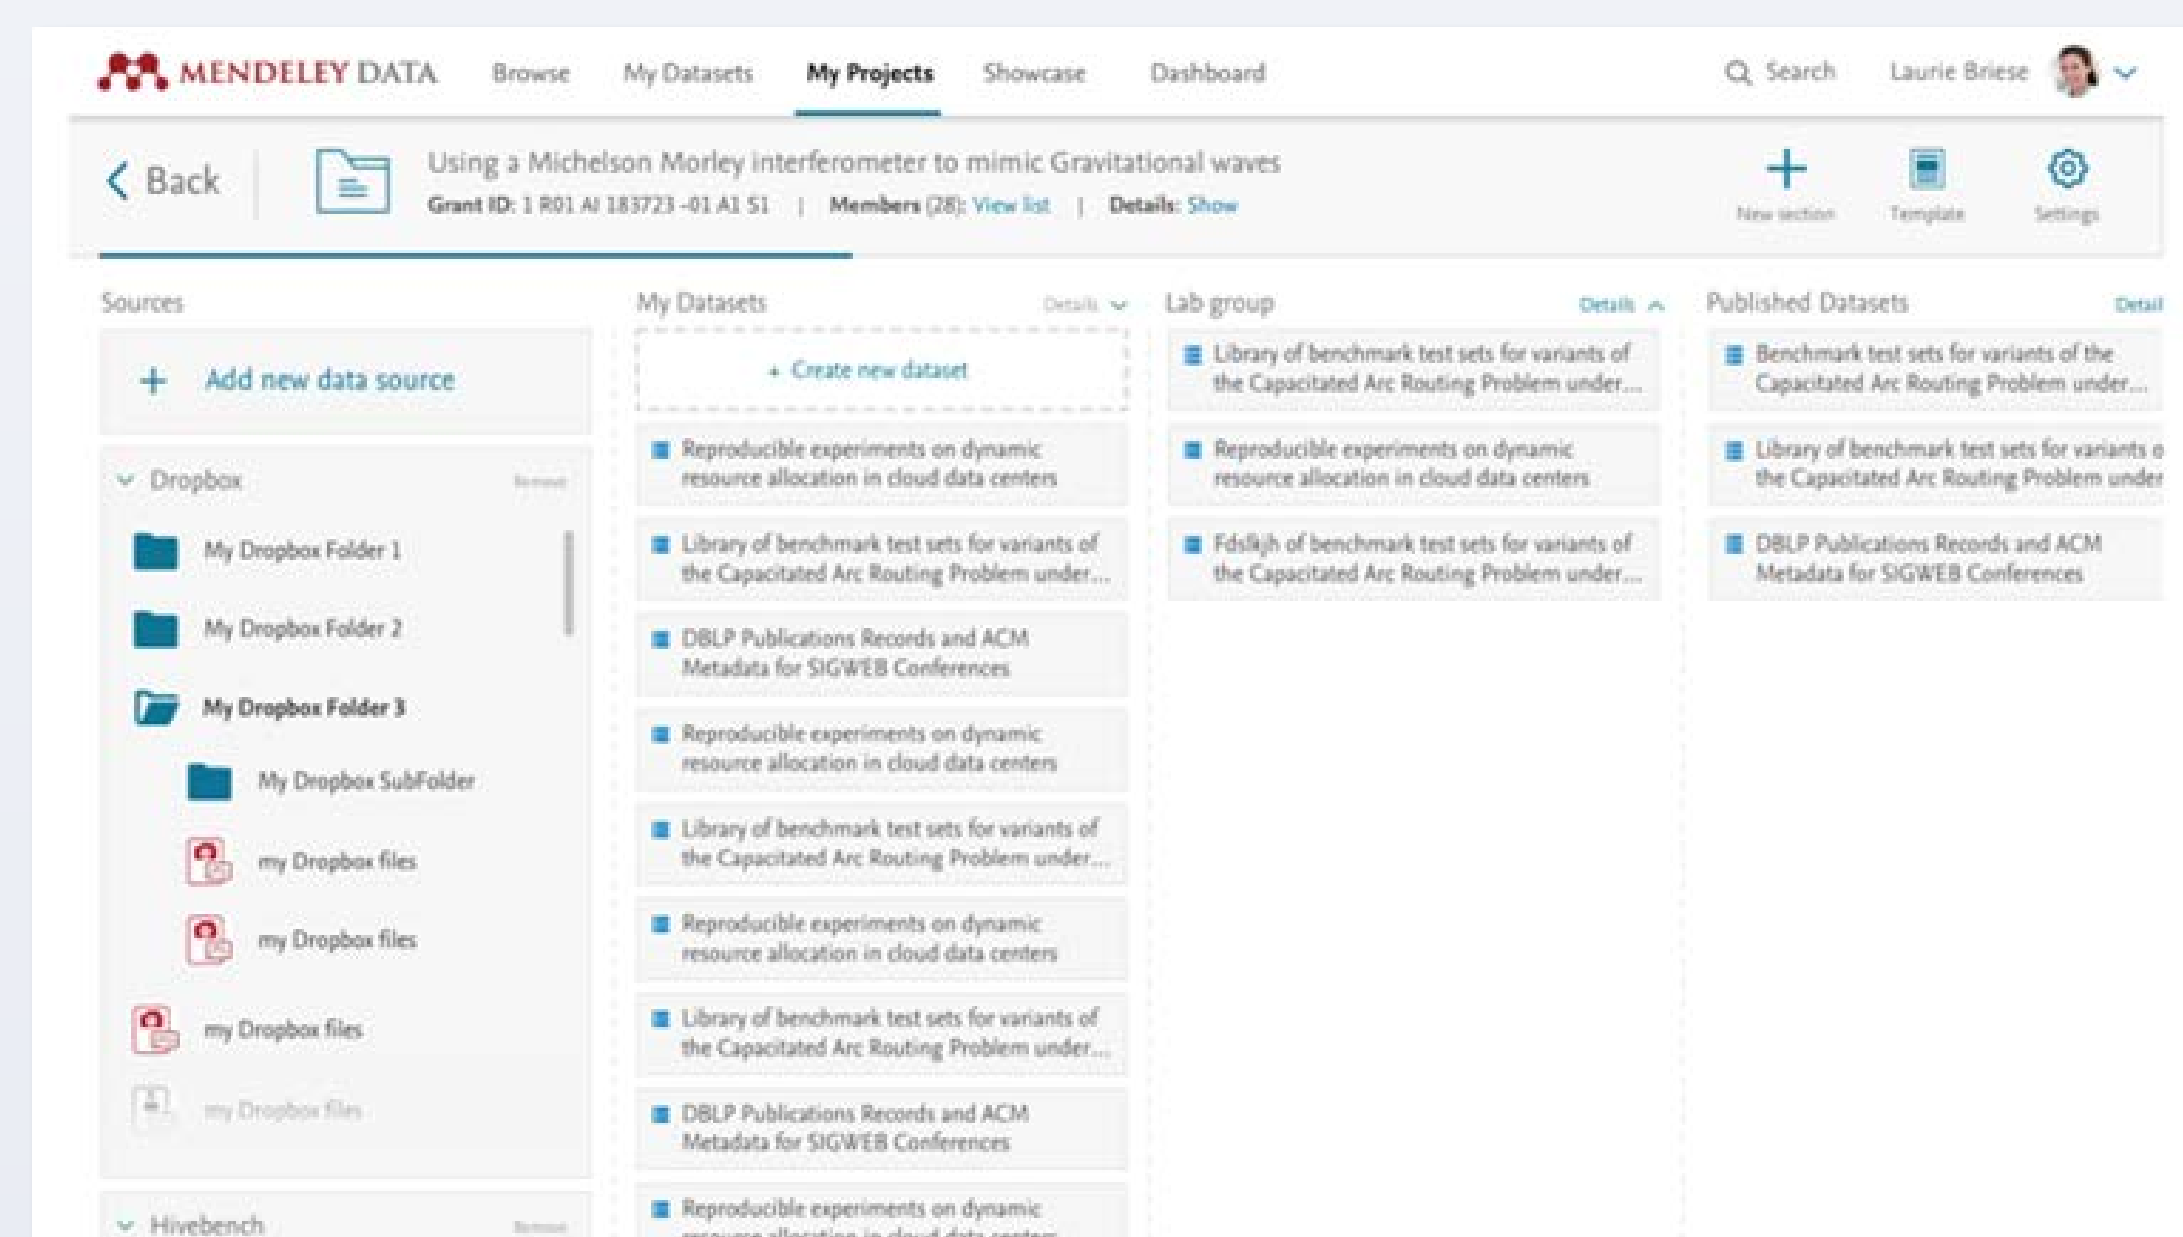 MENDELEY DATA
Browse
My Datasets
My Projects
Showcase
Dashboard
Search
Laurie Briese
Back
Using a Michelson Morley interferometer to mimic Gravitational waves
Grant ID: 1 R01 AI 183723 -01 A1 S1 | Members (28): View list | Details: Show
New section
Template
Settings
Sources
+ Add new data source
Dropbox
Remove
My Dropbox Folder 1
My Dropbox Folder 2
My Dropbox Folder 3
My Dropbox SubFolder
my Dropbox files
my Dropbox files
my Dropbox files
my Dropbox files
Hivebench
Remove
My Datasets
Details
+ Create new dataset
Reproducible experiments on dynamic
resource allocation in cloud data centers
Library of benchmark test sets for variants of
the Capacitated Arc Routing Problem under...
DBLP Publications Records and ACM
Metadata for SIGWEB Conferences
Reproducible experiments on dynamic
resource allocation in cloud data centers
Library of benchmark test sets for variants of
the Capacitated Arc Routing Problem under...
Reproducible experiments on dynamic
resource allocation in cloud data centers
Library of benchmark test sets for variants of
the Capacitated Arc Routing Problem under...
DBLP Publications Records and ACM
Metadata for SIGWEB Conferences
Reproducible experiments on dynamic
resource allocation in cloud data centers
Lab group
Details
Library of benchmark test sets for variants of
the Capacitated Arc Routing Problem under...
Reproducible experiments on dynamic
resource allocation in cloud data centers
Fdslkjh of benchmark test sets for variants of
the Capacitated Arc Routing Problem under...
Published Datasets
Detail
Benchmark test sets for variants of the
Capacitated Arc Routing Problem under...
Library of benchmark test sets for variants o
the Capacitated Arc Routing Problem under
DBLP Publications Records and ACM
Metadata for SIGWEB Conferences